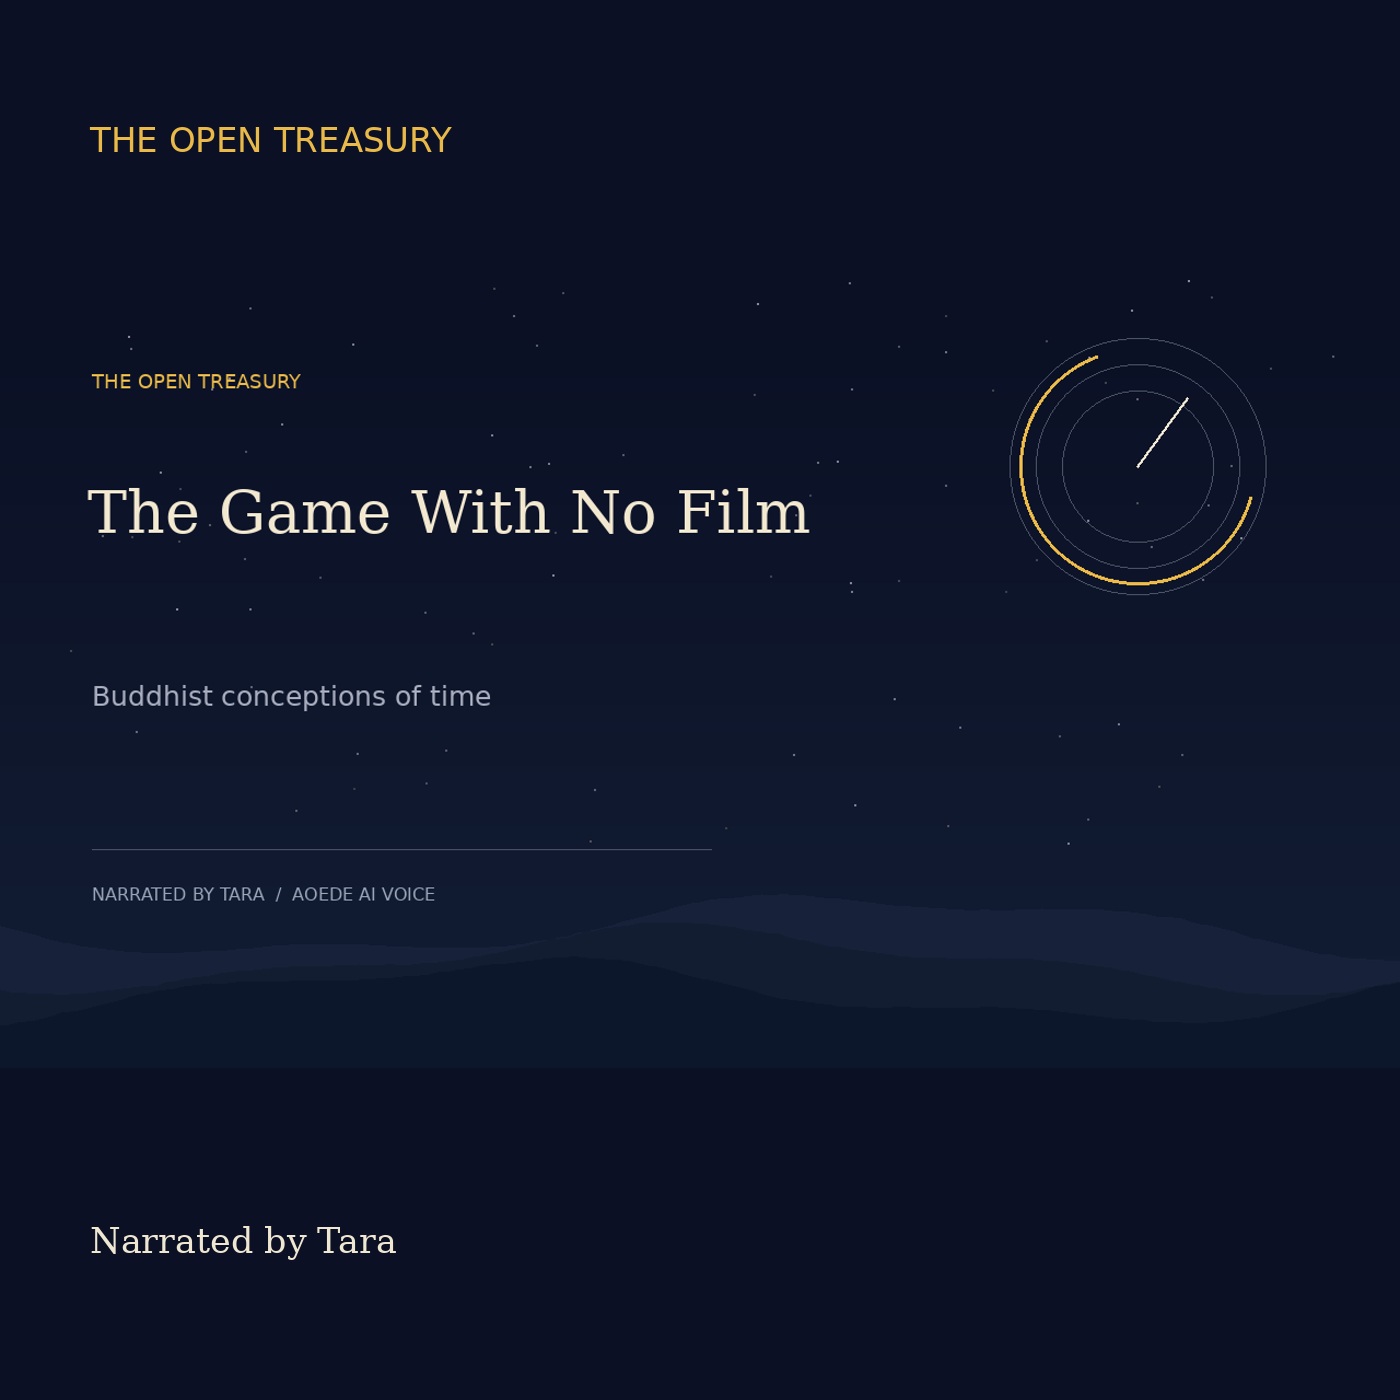 THE OPEN TREASURY
THE OPEN TREASURY
The Game With No Film
Buddhist conceptions of time
NARRATED BY TARA / AOEDE AI VOICE
Narrated by Tara